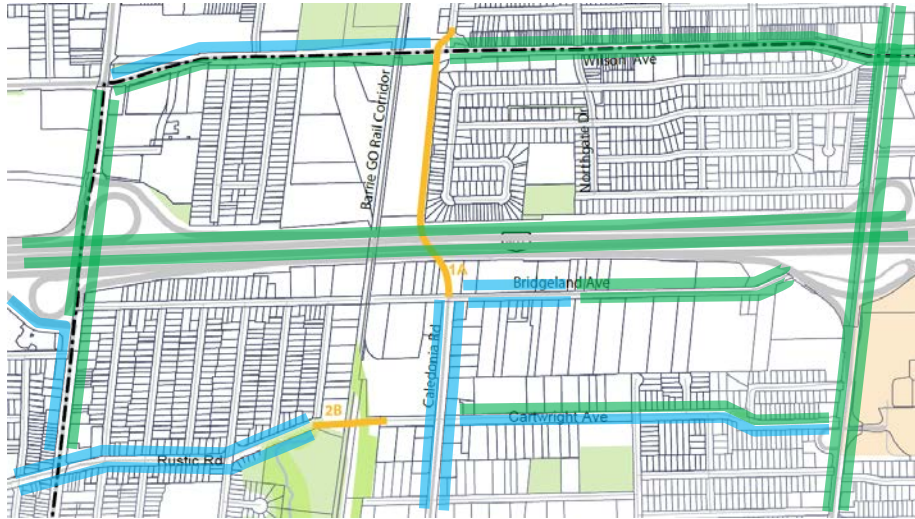 Wilson Ave
Barrie GO Rail Corridor
Northgate Dr
1A
Bridgeland Ave
Caledonia Rd
2B
Cartwright Ave
Rustic Rd